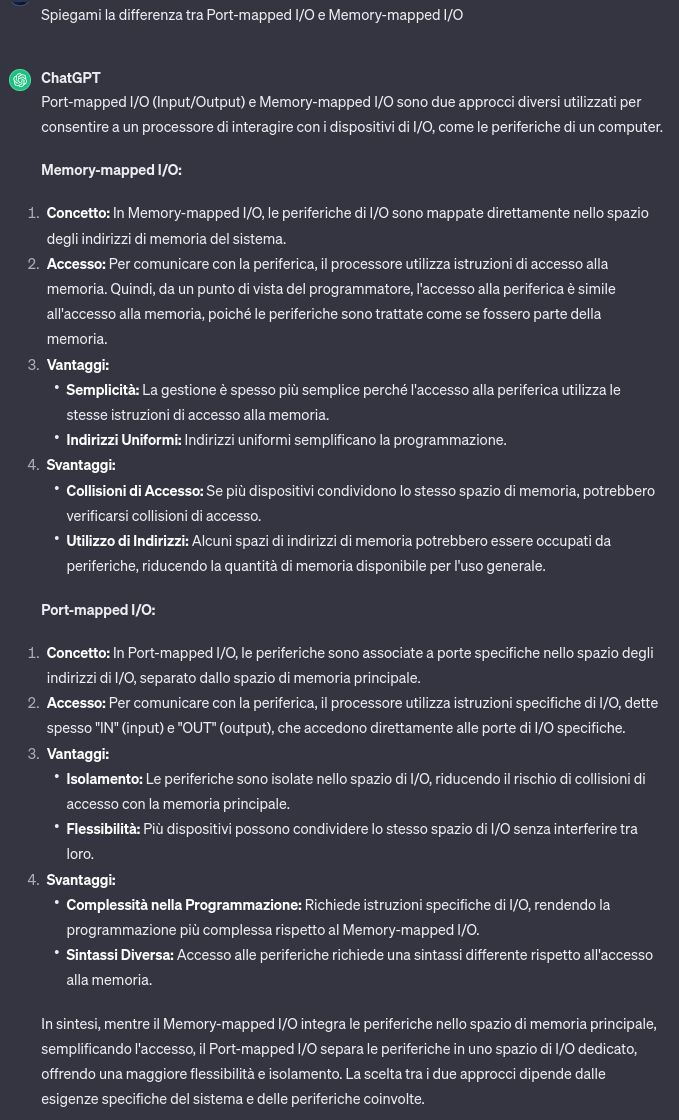 Spiegami la differenza tra Port-mapped I/O e Memory-mapped I/O
ChatGPT
Port-mapped I/O (Input/Output) e Memory-mapped I/O sono due approcci diversi utilizzati per
consentire a un processore di interagire con i dispositivi di I/O, come le periferiche di un computer.
Memory-mapped I/O:
1. Concetto: In Memory-mapped I/O, le periferiche di I/O sono mappate direttamente nello spazio
degli indirizzi di memoria del sistema.
2. Accesso: Per comunicare con la periferica, il processore utilizza istruzioni di accesso alla
memoria. Quindi, da un punto di vista del programmatore, l'accesso alla periferica è simile
all'accesso alla memoria, poiché le periferiche sono trattate come se fossero parte della
memoria.
3. Vantaggi:
• Semplicità: La gestione è spesso più semplice perché l'accesso alla periferica utilizza le
stesse istruzioni di accesso alla memoria.
• Indirizzi Uniformi: Indirizzi uniformi semplificano la programmazione.
4. Svantaggi:
• Collisioni di Accesso: Se più dispositivi condividono lo stesso spazio di memoria, potrebbero
verificarsi collisioni di accesso.
• Utilizzo di Indirizzi: Alcuni spazi di indirizzi di memoria potrebbero essere occupati da
periferiche, riducendo la quantità di memoria disponibile per l'uso generale.
Port-mapped I/O:
1. Concetto: In Port-mapped I/O, le periferiche sono associate a porte specifiche nello spazio degli
indirizzi di I/O, separato dallo spazio di memoria principale.
2. Accesso: Per comunicare con la periferica, il processore utilizza istruzioni specifiche di I/O, dette
spesso "IN" (input) e "OUT" (output), che accedono direttamente alle porte di I/O specifiche.
3. Vantaggi:
• Isolamento: Le periferiche sono isolate nello spazio di I/O, riducendo il rischio di collisioni di
accesso con la memoria principale.
• Flessibilità: Più dispositivi possono condividere lo stesso spazio di I/O senza interferire tra
loro.
4. Svantaggi:
• Complessità nella Programmazione: Richiede istruzioni specifiche di I/O, rendendo la
programmazione più complessa rispetto al Memory-mapped I/O.
• Sintassi Diversa: Accesso alle periferiche richiede una sintassi differente rispetto all'accesso
alla memoria.
In sintesi, mentre il Memory-mapped I/O integra le periferiche nello spazio di memoria principale,
semplificando l'accesso, il Port-mapped I/O separa le periferiche in uno spazio di I/O dedicato,
offrendo una maggiore flessibilità e isolamento. La scelta tra i due approcci dipende dalle
esigenze specifiche del sistema e delle periferiche coinvolte.